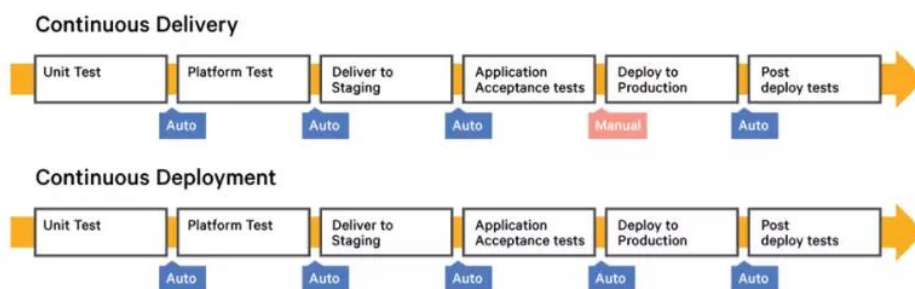 Continuous Delivery
Unit Test
Platform Test
Deliver to
Staging
Application
Acceptance tests
Deploy to
Production
Post
deploy tests
Auto
Auto
Auto
Manual
Auto
Continuous Deployment
Unit Test
Platform Test
Deliver to
Staging
Application
Acceptance tests
Deploy to
Production
Post
deploy tests
Auto
Auto
Auto
Auto
Auto